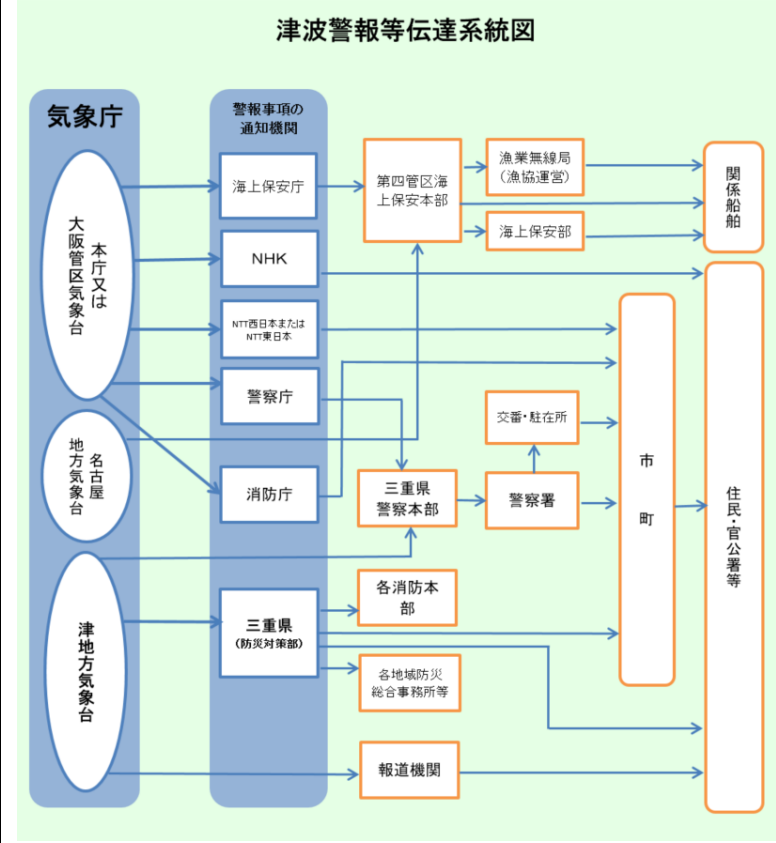 津波警報等伝達系統図
気象庁
警報事項の
通知機関
本庁又は
大阪管区気象台
名古屋
地方気象台
津地方気象台
海上保安庁
NHK
NTT西日本または
NTT東日本
警察庁
消防庁
三重県
（防災対策部）
第四管区海
上保安本部
漁業無線局
（漁協運営）
海上保安部
交番・駐在所
三重県
警察本部
警察署
各消防本
部
各地域防災
総合事務所等
報道機関
市町
関係船舶
住民・官公署等